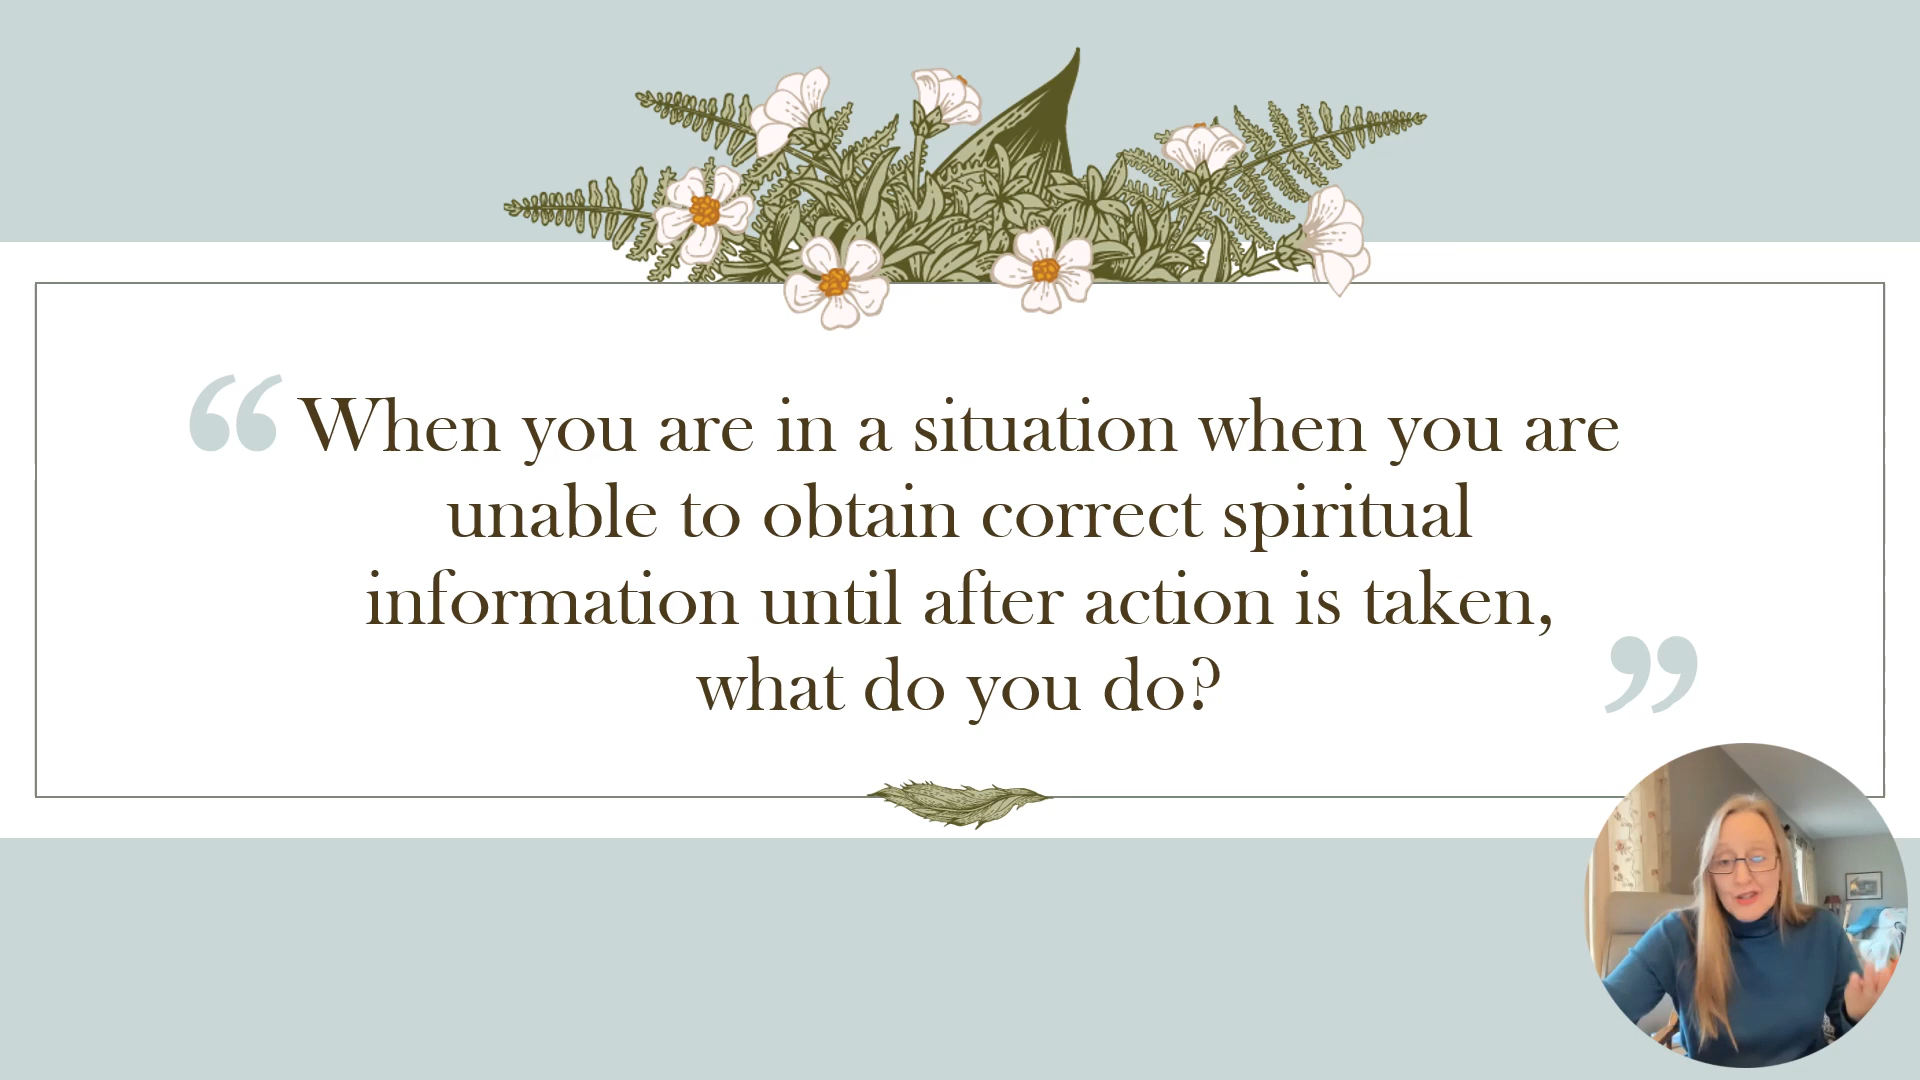 “When you are in a situation when you are
unable to obtain correct spiritual
information until after action is taken,
what do you do?”